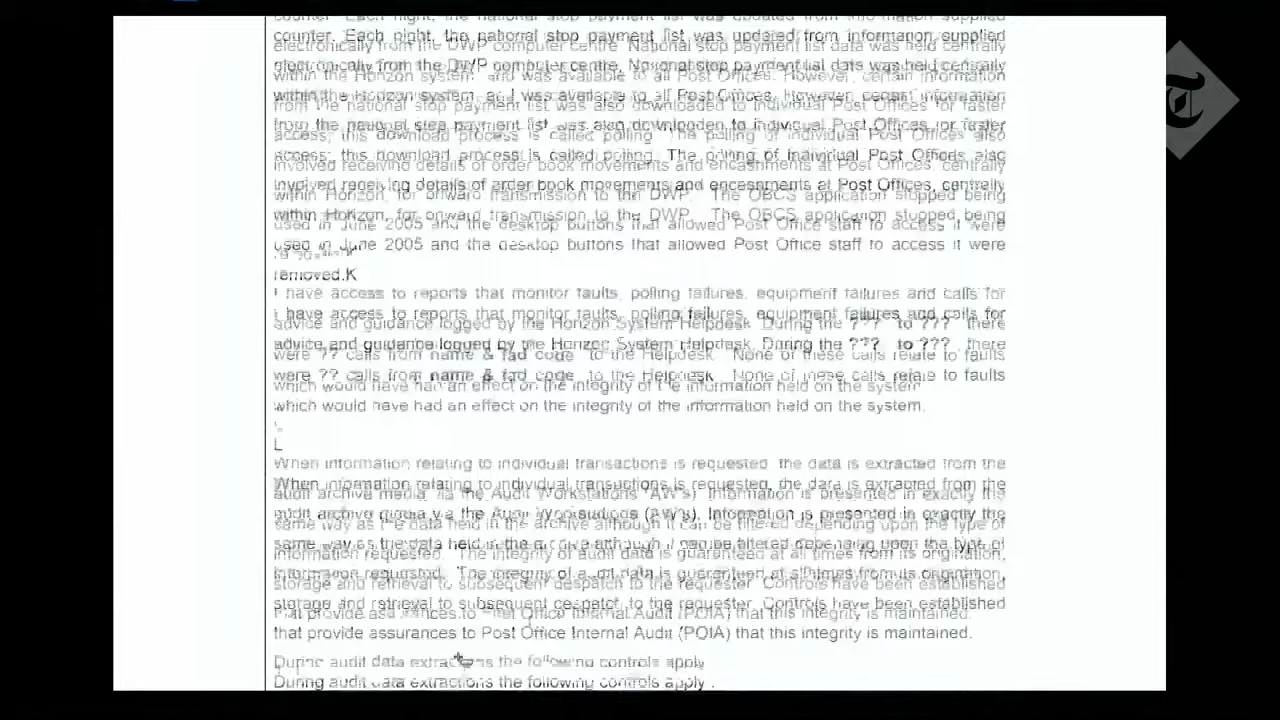 counter. Each night, the national stop payment list was updated from information supplied
electronically from the DWP computer centre. National stop payment list data was held centrally
within the Horizon system and was available to all Post Offices. However, certain information
from the national stop payment list was also downloaded to individual Post Offices for faster
access; this download process is called polling. The polling of individual Post Offices also
involved receiving details of order book movements and encashments at Post Offices, centrally
within Horizon, for onward transmission to the DWP. The OBCS application stopped being
used in June 2005 and the desktop buttons that allowed Post Office staff to access it were
removed.K
I have access to reports that monitor faults, polling failures, equipment failures and calls for
advice and guidance logged by the Horizon System Helpdesk. During the ??? to ??? , there
were ?? calls from name & fad code to the Helpdesk. None of these calls relate to faults
which would have had an effect on the integrity of the information held on the system.
L
When information relating to individual transactions is requested, the data is extracted from the
audit archive media via the Audit Workstations (AW's). Information is presented in exactly the
same way as the data held in the archive although it can be filtered depending upon the type of
information requested. The integrity of audit data is guaranteed at all times from its origination,
storage and retrieval to subsequent despatch to the requester. Controls have been established
that provide assurances to Post Office Internal Audit (POIA) that this integrity is maintained.
During audit data extractions the following controls apply .